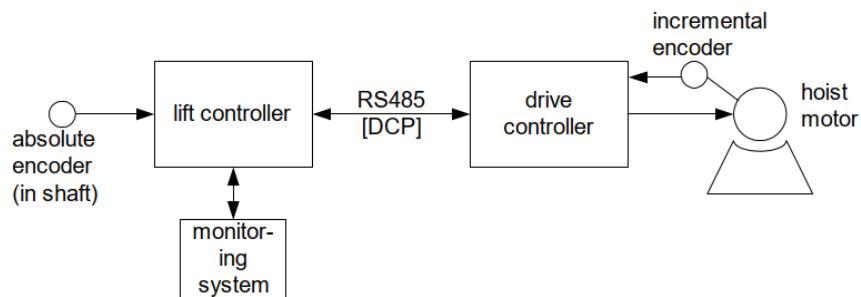 absolute
encoder
(in shaft)
lift controller
monitor-
ing
system
RS485
[DCP]
drive
controller
incremental
encoder
hoist
motor